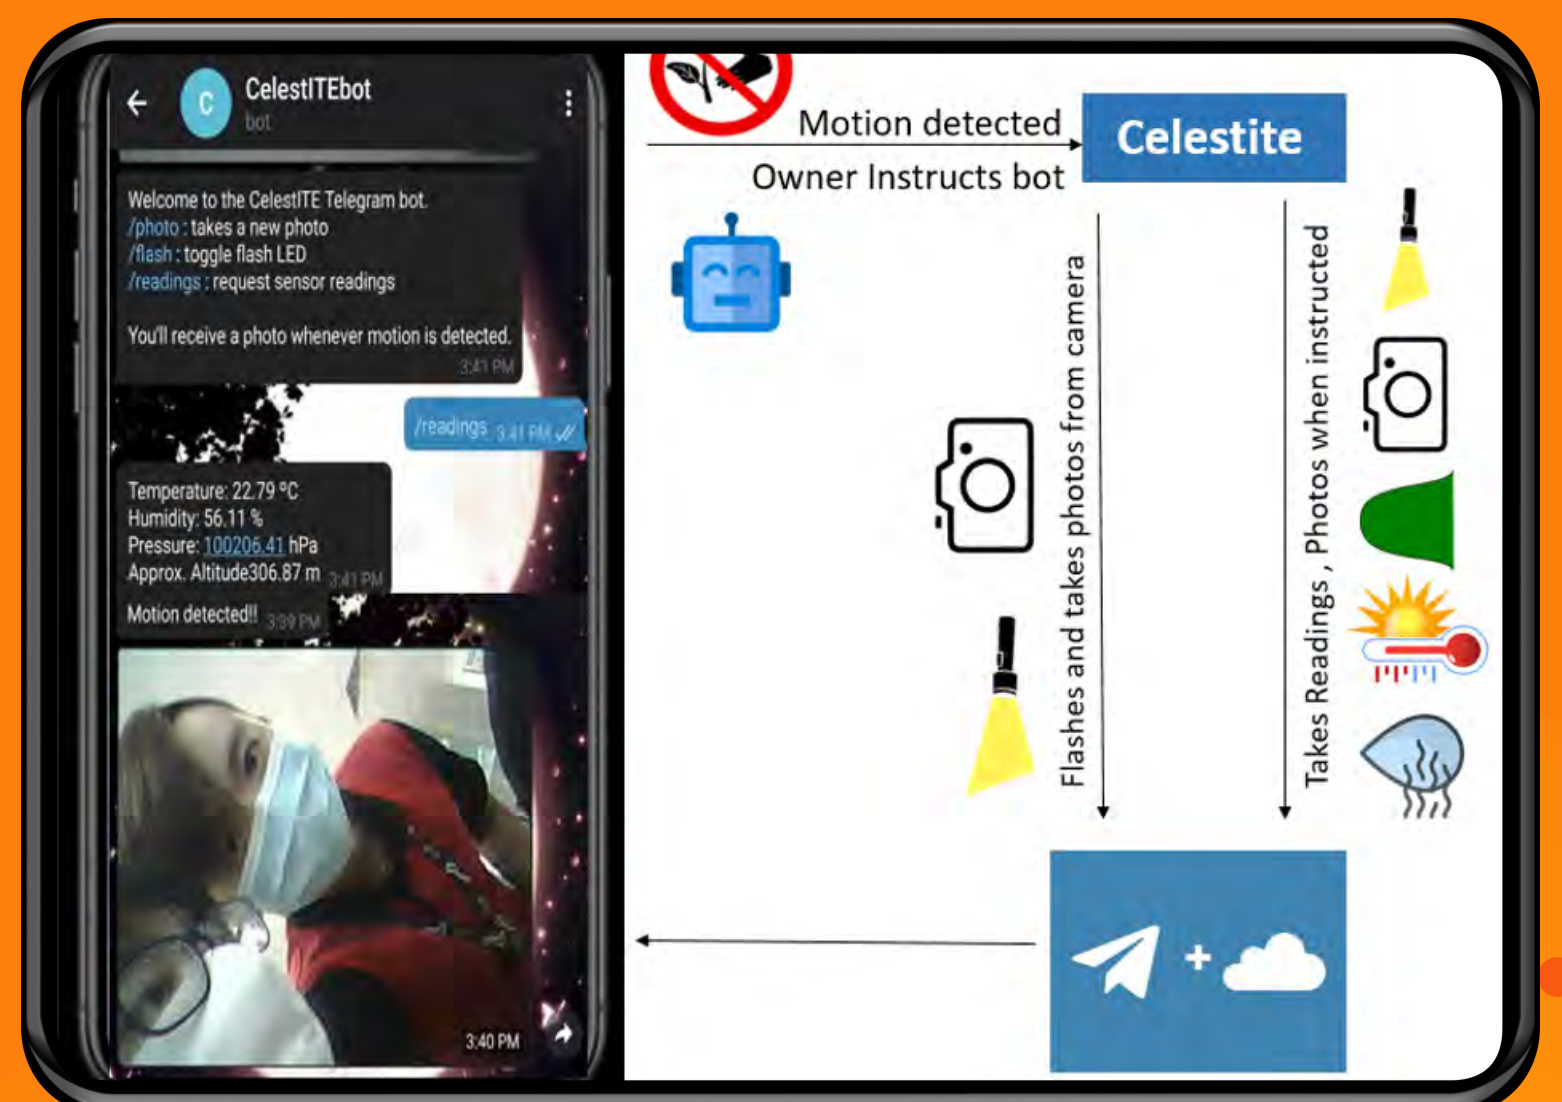 CelestITEbot
bot
C
Welcome to the CelestITE Telegram bot.
/photo : takes a new photo
/flash : toggle flash LED
/readings : request sensor readings
You'll receive a photo whenever motion is detected.
3:41 PM
/readings 3:41 PM
Temperature: 22.79 ºC
Humidity: 56.11 %
Pressure: 100206.41 hPa
Approx. Altitude306.87 m 3:41 PM
Motion detected!! 3:39 PM
3:40 PM
Motion detected
Owner Instructs bot
Celestite
Flashes and takes photos from camera
Takes Readings , Photos when instructed
+